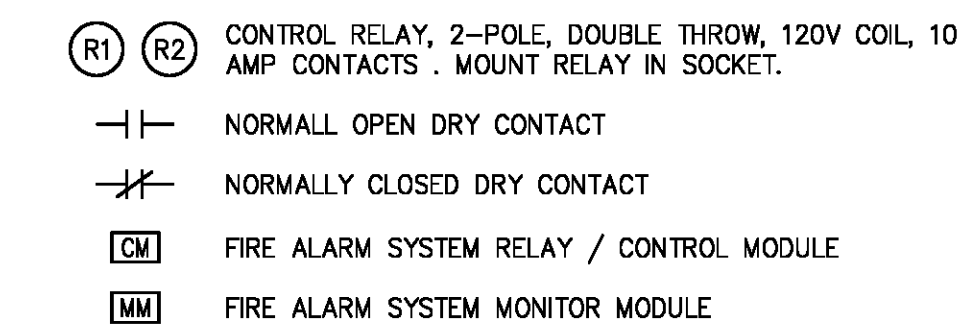 R1 R2 CONTROL RELAY, 2-POLE, DOUBLE THROW, 120V COIL, 10
AMP CONTACTS . MOUNT RELAY IN SOCKET.
NORMALL OPEN DRY CONTACT
NORMALLY CLOSED DRY CONTACT
CM FIRE ALARM SYSTEM RELAY / CONTROL MODULE
MM FIRE ALARM SYSTEM MONITOR MODULE